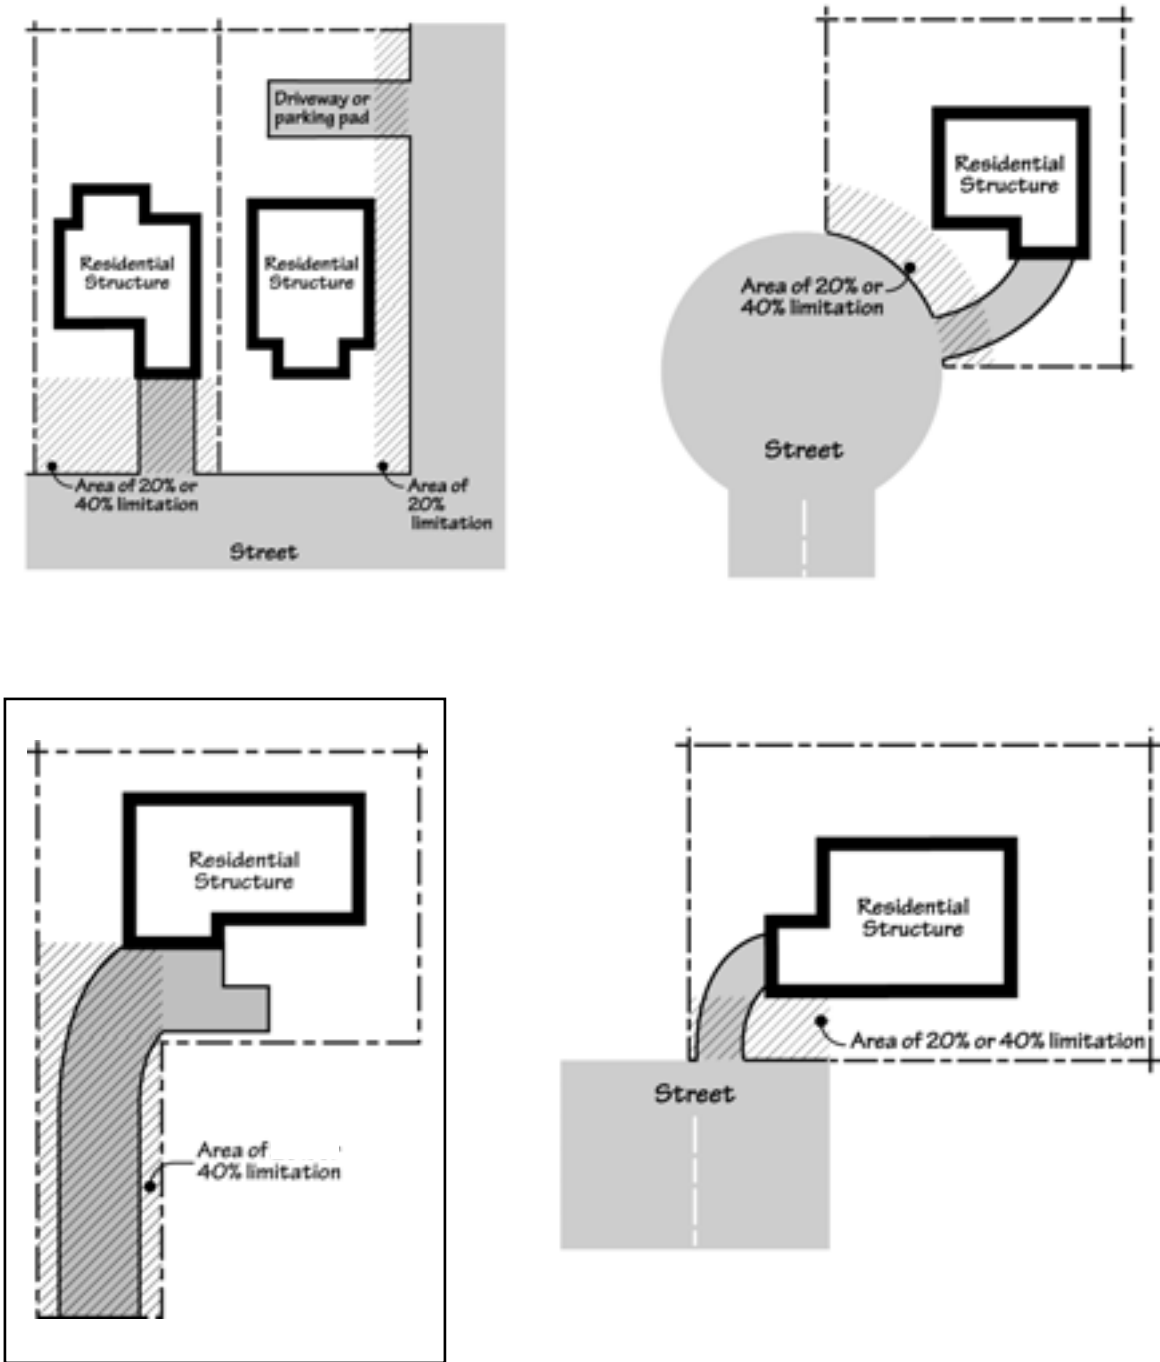 Driveway or
parking pad
Residential
Structure
Residential
Structure
Area of 20% or
40% limitation
Area of
20%
limitation
Street
Residential
Structure
Area of 20% or
40% limitation
Street
Residential
Structure
Area of
40% limitation
Residential
Structure
Area of 20% or 40% limitation
Street